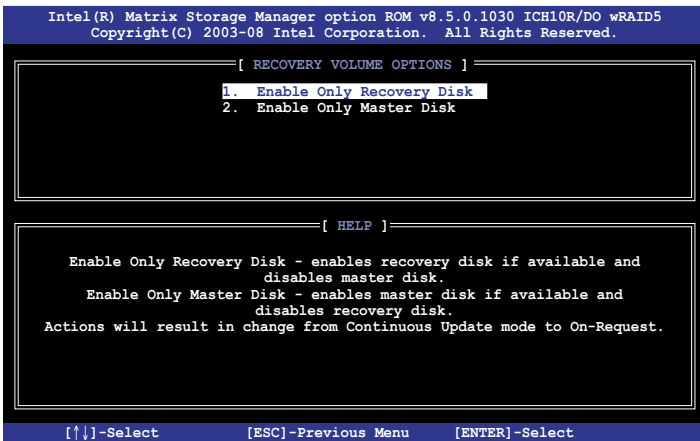 Intel(R) Matrix Storage Manager option ROM v8.5.0.1030 ICH10R/DO wRAID5
Copyright(C) 2003-08 Intel Corporation. All Rights Reserved.
[ RECOVERY VOLUME OPTIONS ]
1. Enable Only Recovery Disk
2. Enable Only Master Disk
[ HELP ]
Enable Only Recovery Disk - enables recovery disk if available and
disables master disk.
Enable Only Master Disk - enables master disk if available and
disables recovery disk.
Actions will result in change from Continuous Update mode to On-Request.
[↑↓]-Select [ESC]-Previous Menu [ENTER]-Select